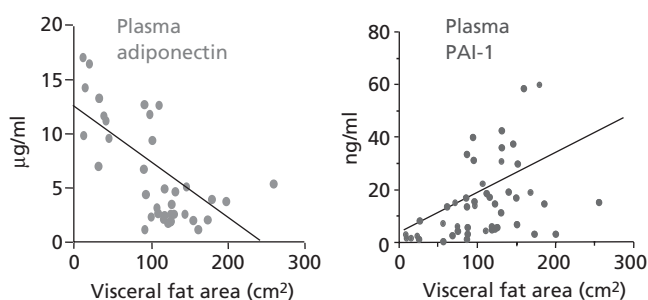 Plasma
adiponectin
20
15
10
5
0
µg/ml
0 100 200 300
Visceral fat area (cm²)
Plasma
PAI-1
80
60
40
20
0
ng/ml
0 100 200 300
Visceral fat area (cm²)